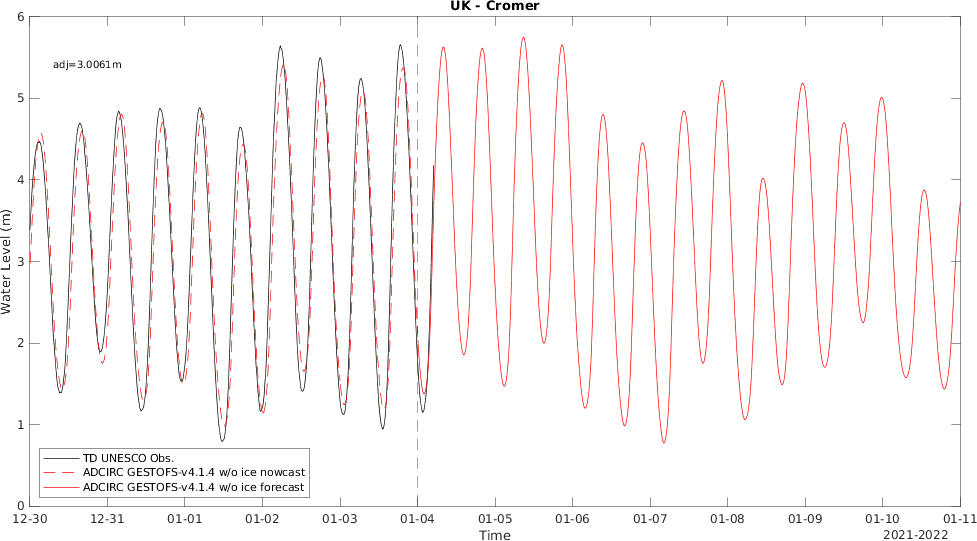 UK - Cromer
adj=3.0061m
6
5
4
3
2
1
0
Water Level (m)
TD UNESCO Obs.
ADCIRC GESTOFS-v4.1.4 w/o ice nowcast
ADCIRC GESTOFS-v4.1.4 w/o ice forecast
12-30 12-31 01-01 01-02 01-03 01-04 01-05 01-06 01-07 01-08 01-09 01-10 01-11
Time
2021-2022